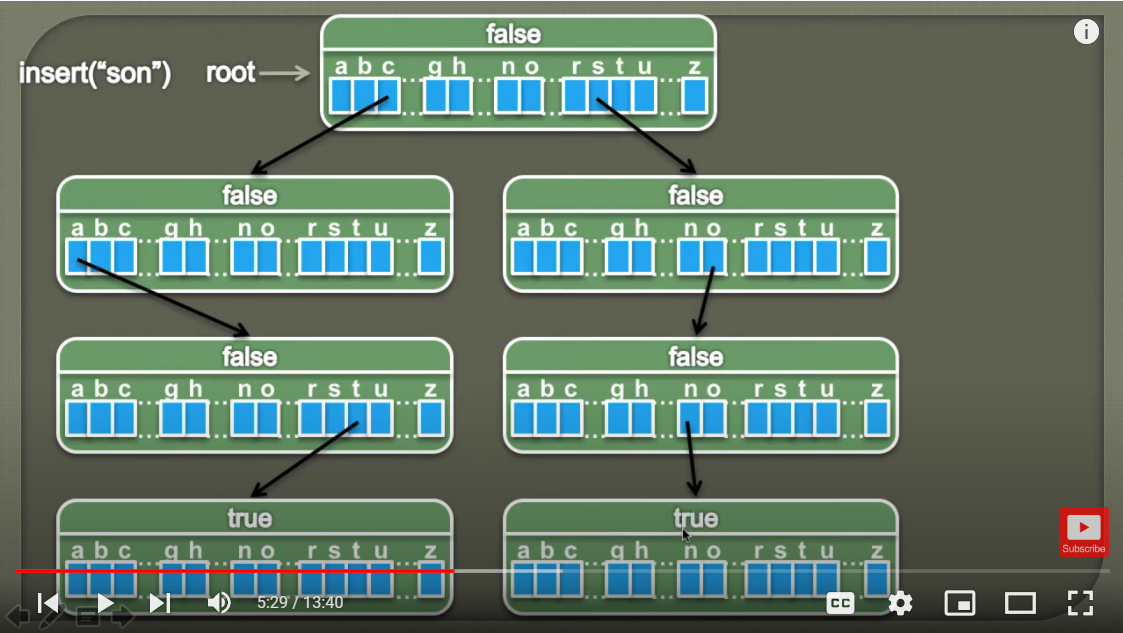 false
insert(“son”) root
a b c...g h...n o...r s t u...z
false
a b c...g h...n o...r s t u...z
false
a b c...g h...n o...r s t u...z
false
a b c...g h...n o...r s t u...z
false
a b c...g h...n o...r s t u...z
true
a b c...g h...n o...r s t u...z
true
a b c...g h...n o...r s t u...z
i
Subscribe
5:29 / 13:40
CC